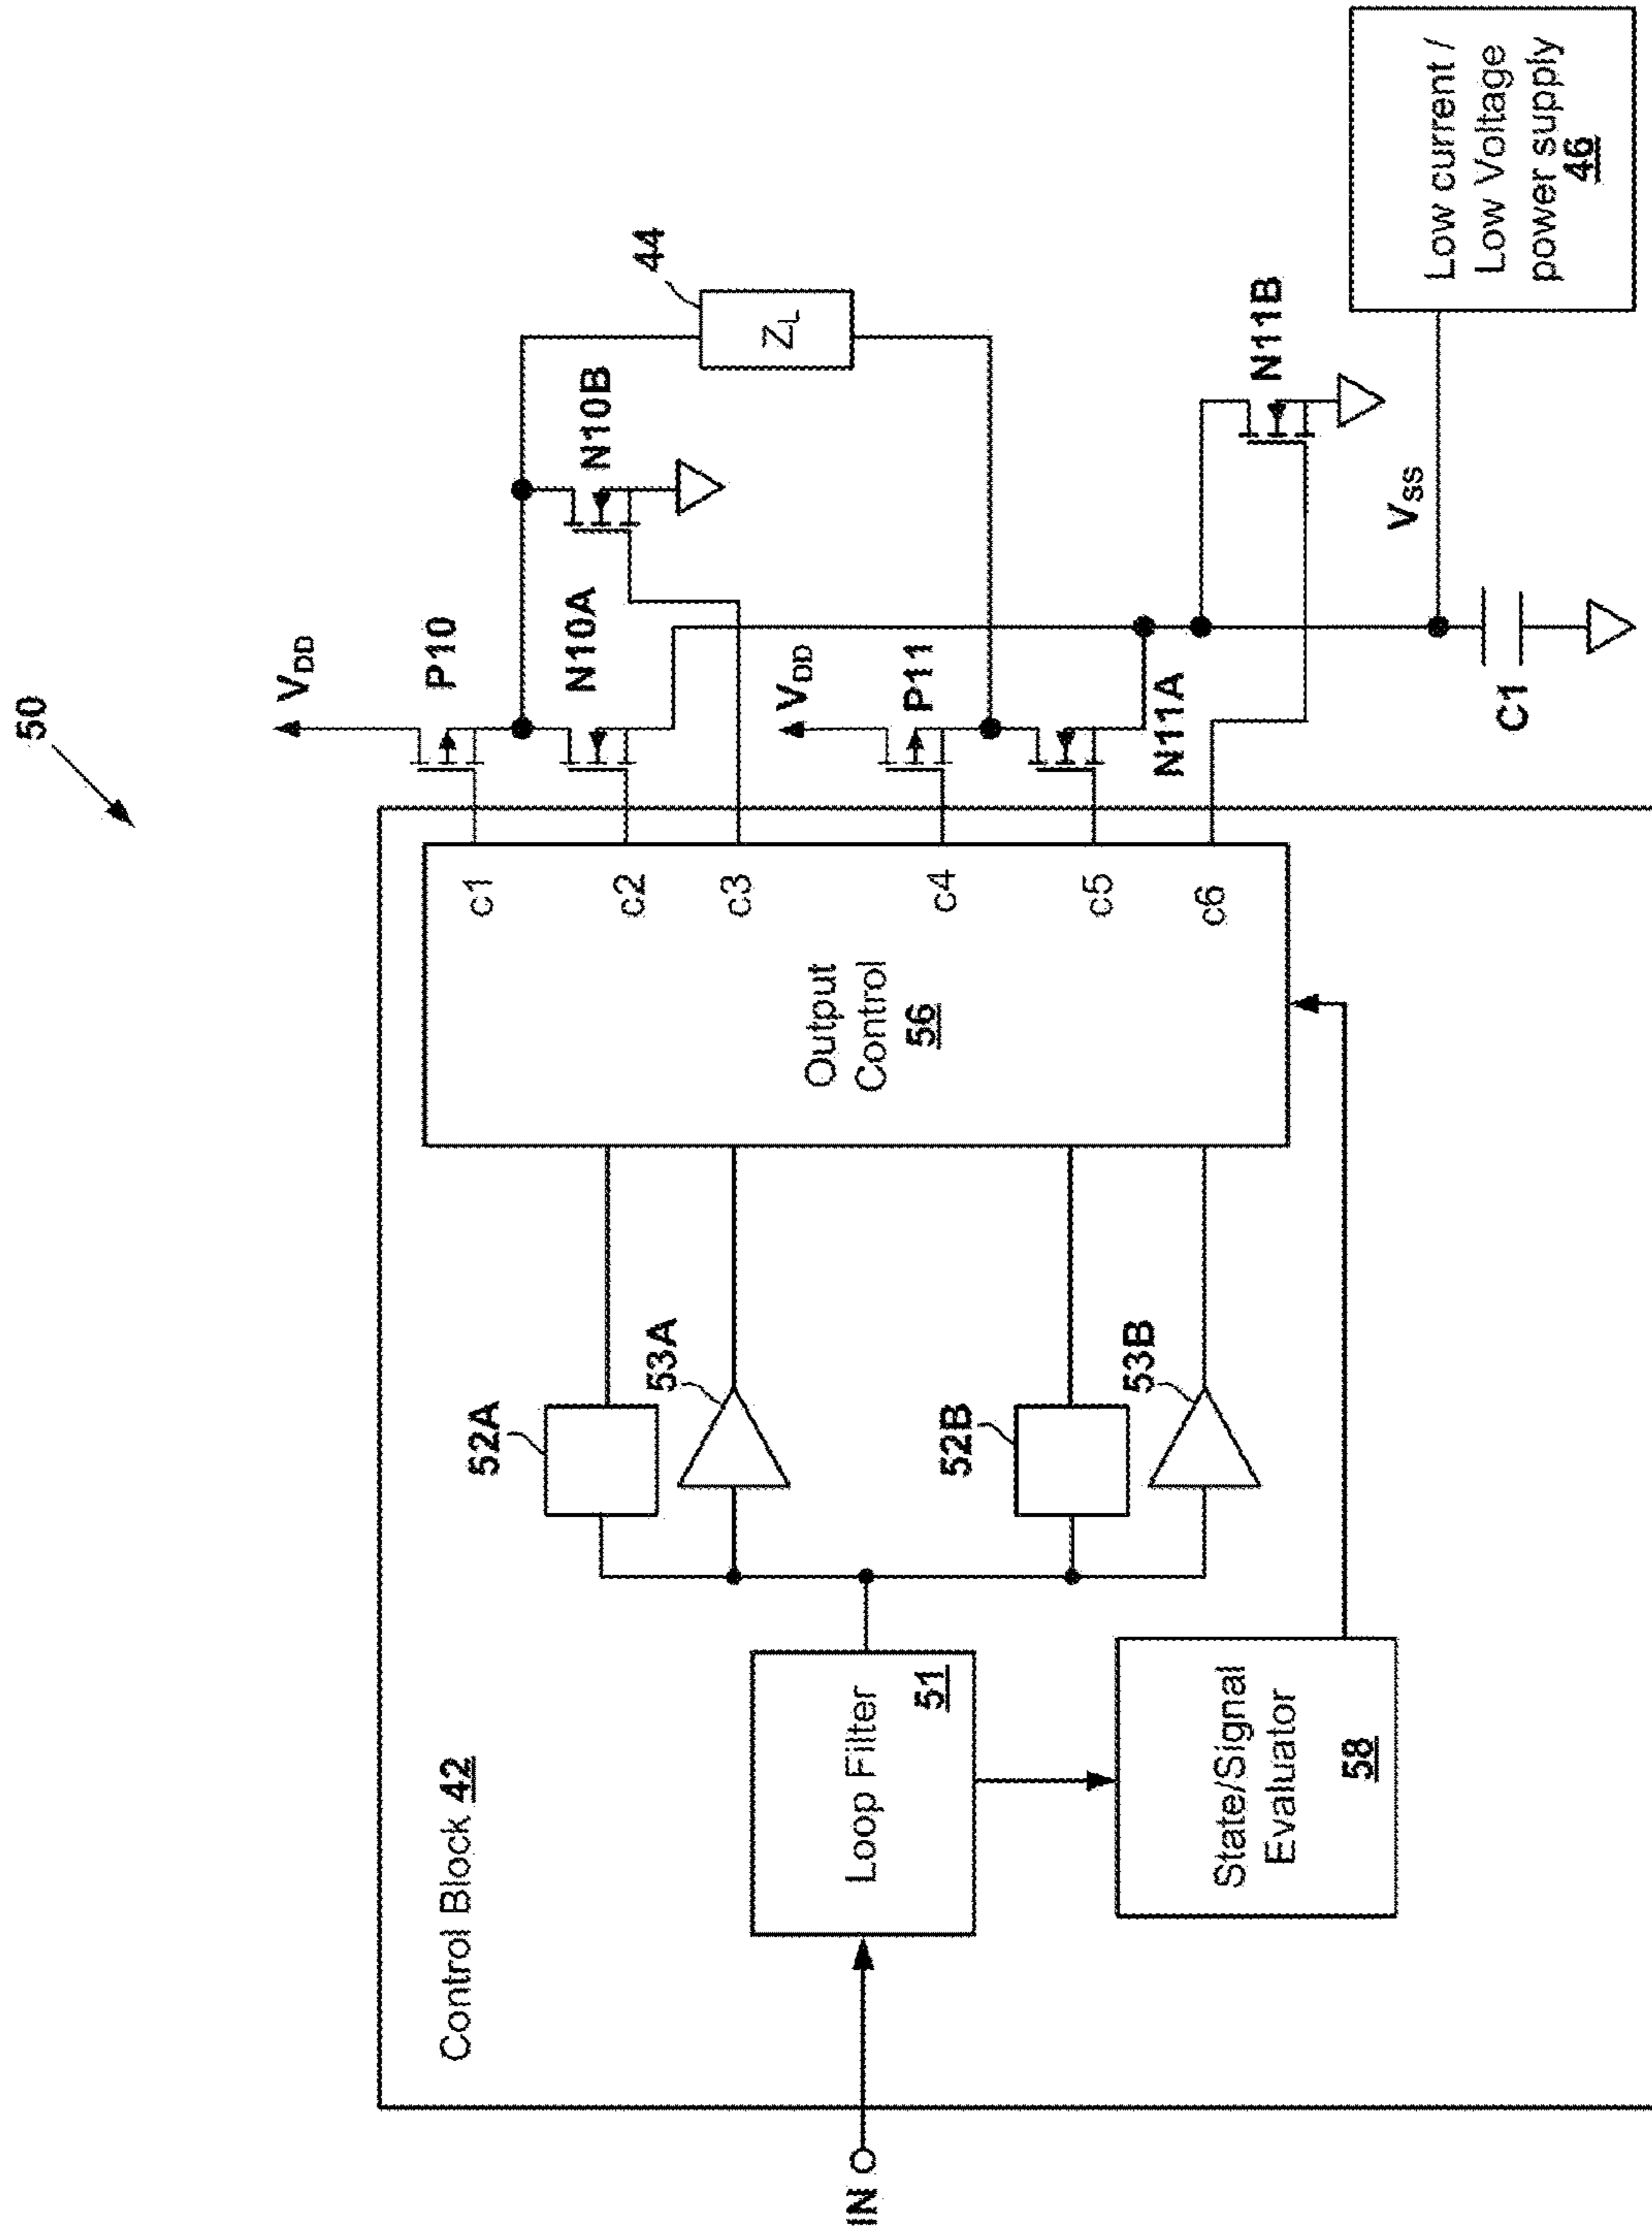 50
Control Block 42
IN
Loop Filter
51
State/Signal
Evaluator
58
52A
53A
52B
53B
Output
Control
56
c1
c2
c3
c4
c5
c6
VDD
P10
N10A
N10B
44
ZL
VDD
P11
N11A
N11B
VSS
C1
Low current /
Low Voltage
power supply
46